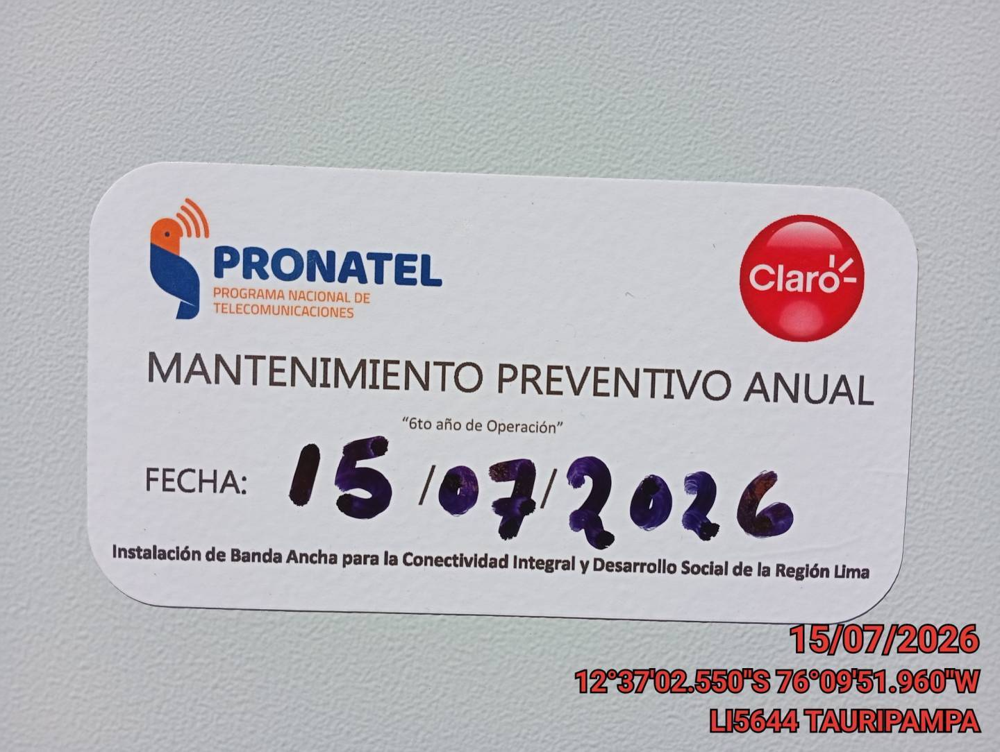 PRONATEL
PROGRAMA NACIONAL DE
TELECOMUNICACIONES
Claro
MANTENIMIENTO PREVENTIVO ANUAL
“6to año de Operación”
FECHA: 15/07/2026
Instalación de Banda Ancha para la Conectividad Integral y Desarrollo Social de la Región Lima
15/07/2026
12°37'02.550"S 76°09'51.960"W
LI5644 TAURIPAMPA